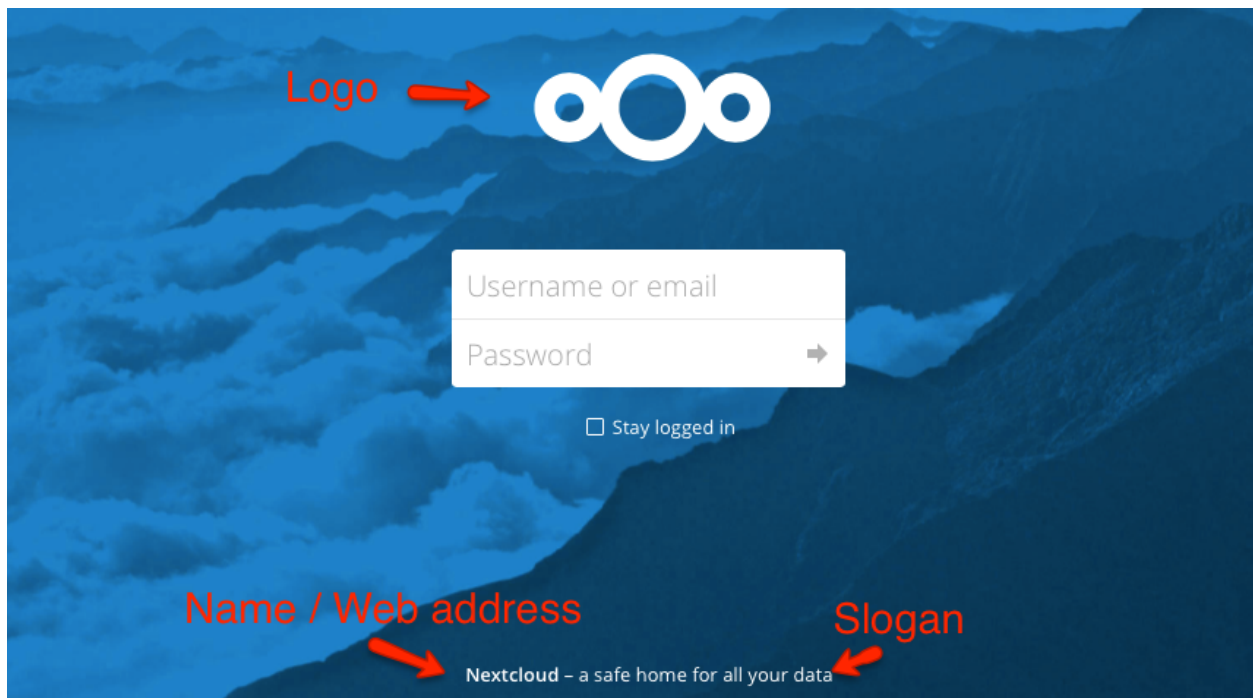 Logo
Username or email
Password
Stay logged in
Name / Web address
Slogan
Nextcloud – a safe home for all your data